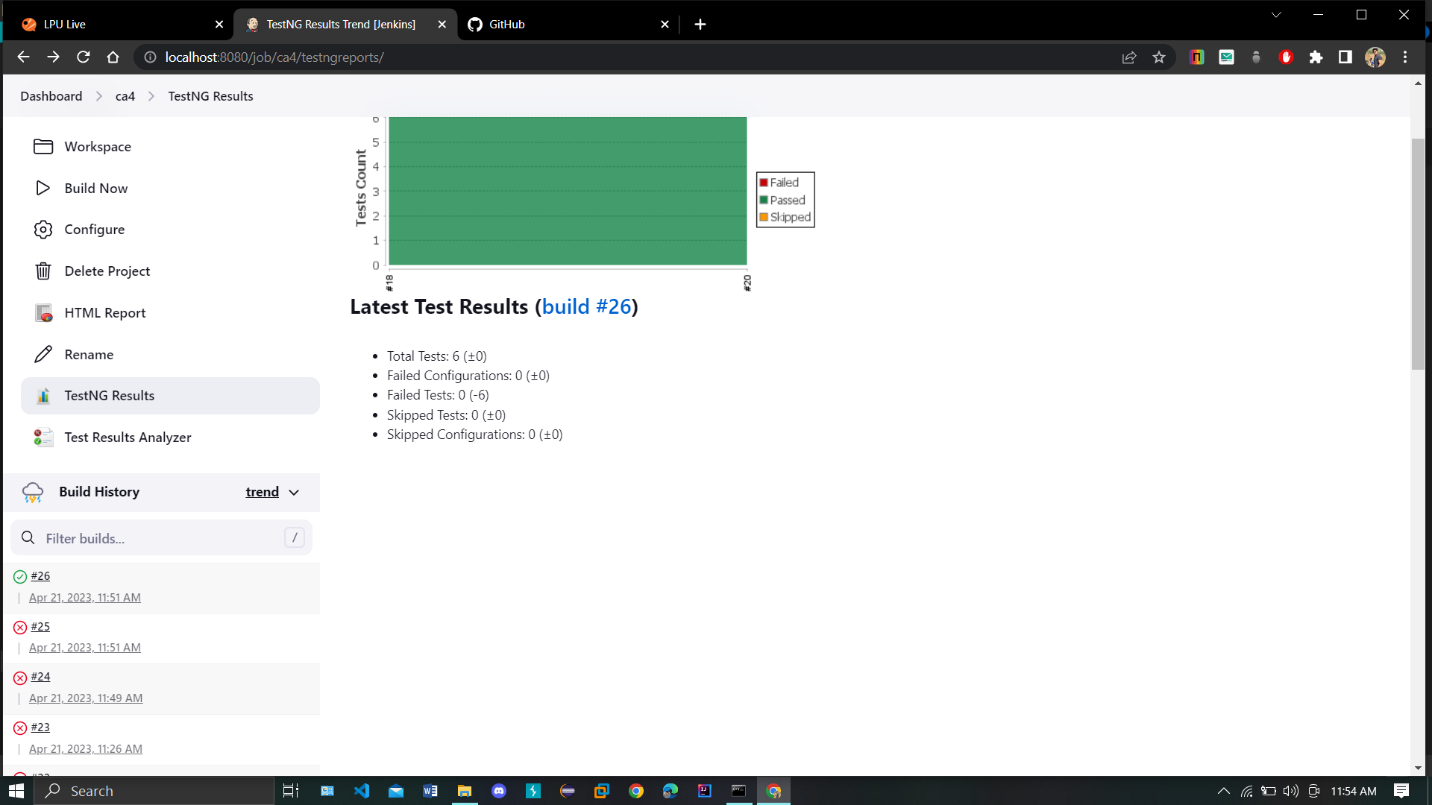 LPU Live
TestNG Results Trend [Jenkins]
GitHub
localhost:8080/job/ca4/testngreports/
Dashboard
ca4
TestNG Results
Workspace
Build Now
Configure
Delete Project
HTML Report
Rename
TestNG Results
Test Results Analyzer
Build History
trend
Filter builds...
/
#26
Apr 21, 2023, 11:51 AM
#25
Apr 21, 2023, 11:51 AM
#24
Apr 21, 2023, 11:49 AM
#23
Apr 21, 2023, 11:26 AM
Tests Count
6
5
4
3
2
1
0
#18
#20
Failed
Passed
Skipped
Latest Test Results (build #26)
Total Tests: 6 (±0)
Failed Configurations: 0 (±0)
Failed Tests: 0 (-6)
Skipped Tests: 0 (±0)
Skipped Configurations: 0 (±0)
Search
11:54 AM